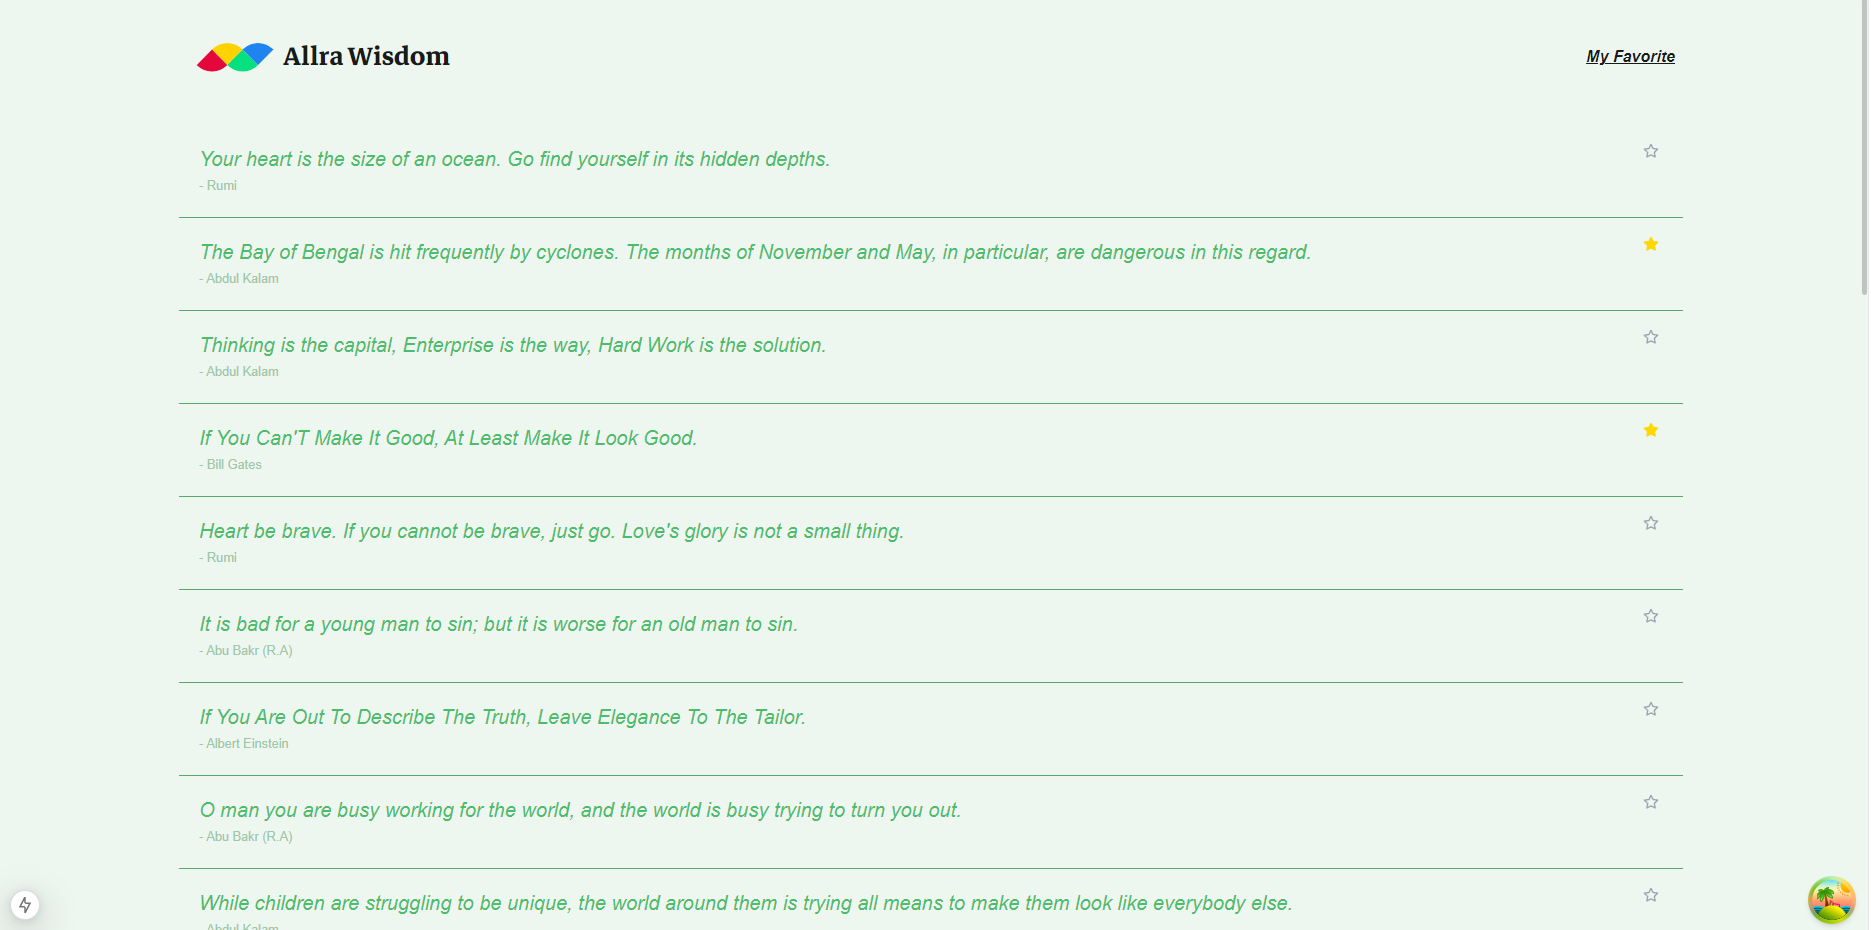 Allra Wisdom
My Favorite
Your heart is the size of an ocean. Go find yourself in its hidden depths.
- Rumi
The Bay of Bengal is hit frequently by cyclones. The months of November and May, in particular, are dangerous in this regard.
- Abdul Kalam
Thinking is the capital, Enterprise is the way, Hard Work is the solution.
- Abdul Kalam
If You Can'T Make It Good, At Least Make It Look Good.
- Bill Gates
Heart be brave. If you cannot be brave, just go. Love's glory is not a small thing.
- Rumi
It is bad for a young man to sin; but it is worse for an old man to sin.
- Abu Bakr (R.A)
If You Are Out To Describe The Truth, Leave Elegance To The Tailor.
- Albert Einstein
O man you are busy working for the world, and the world is busy trying to turn you out.
- Abu Bakr (R.A)
While children are struggling to be unique, the world around them is trying all means to make them look like everybody else.
- Abdul Kalam